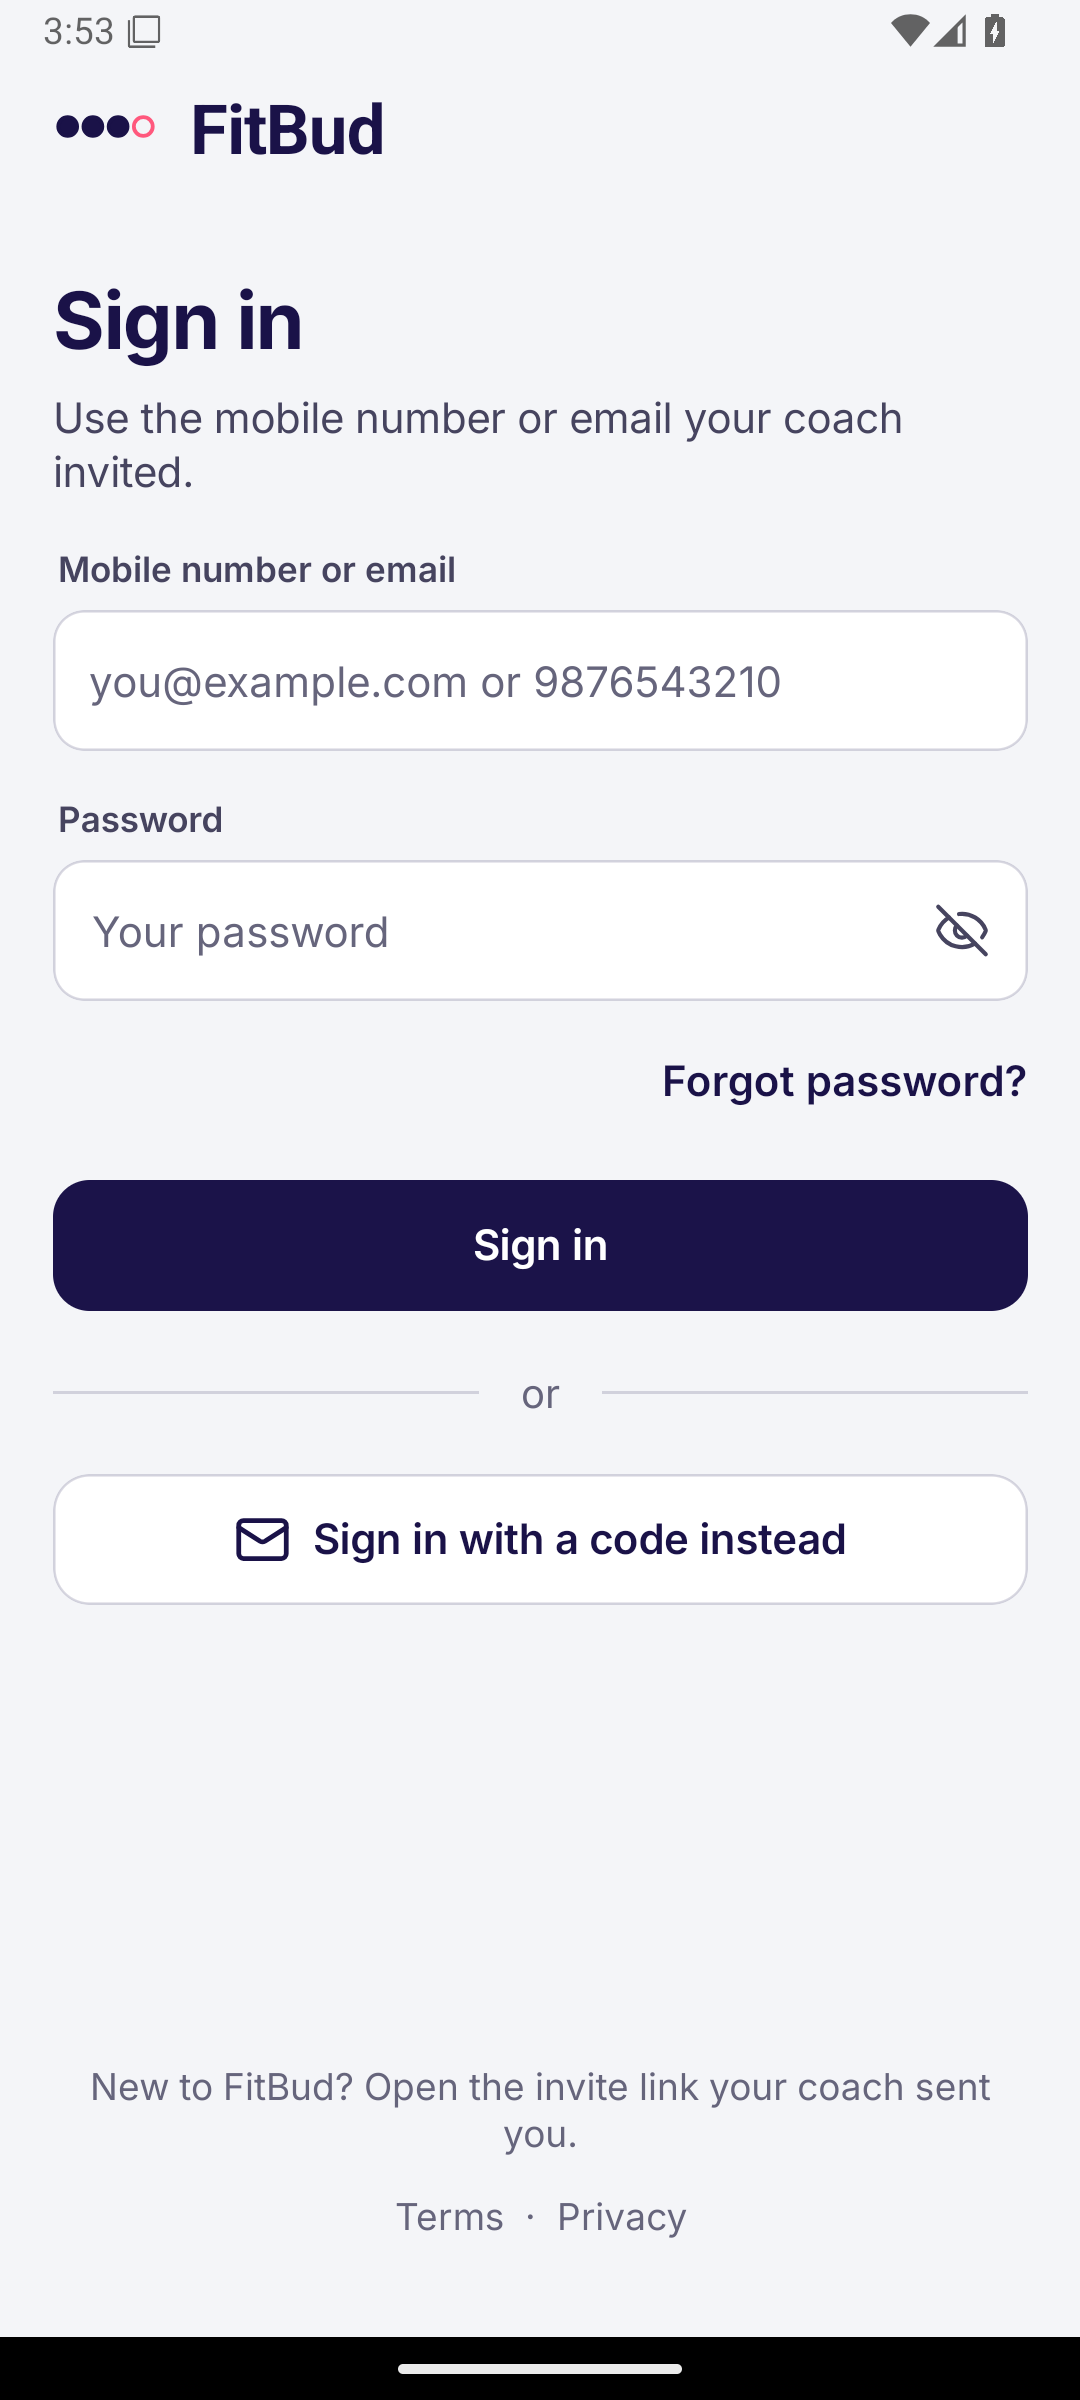 3:53
FitBud
Sign in
Use the mobile number or email your coach
invited.
Mobile number or email
you@example.com or 9876543210
Password
Your password
Forgot password?
Sign in
or
Sign in with a code instead
New to FitBud? Open the invite link your coach sent
you.
Terms · Privacy